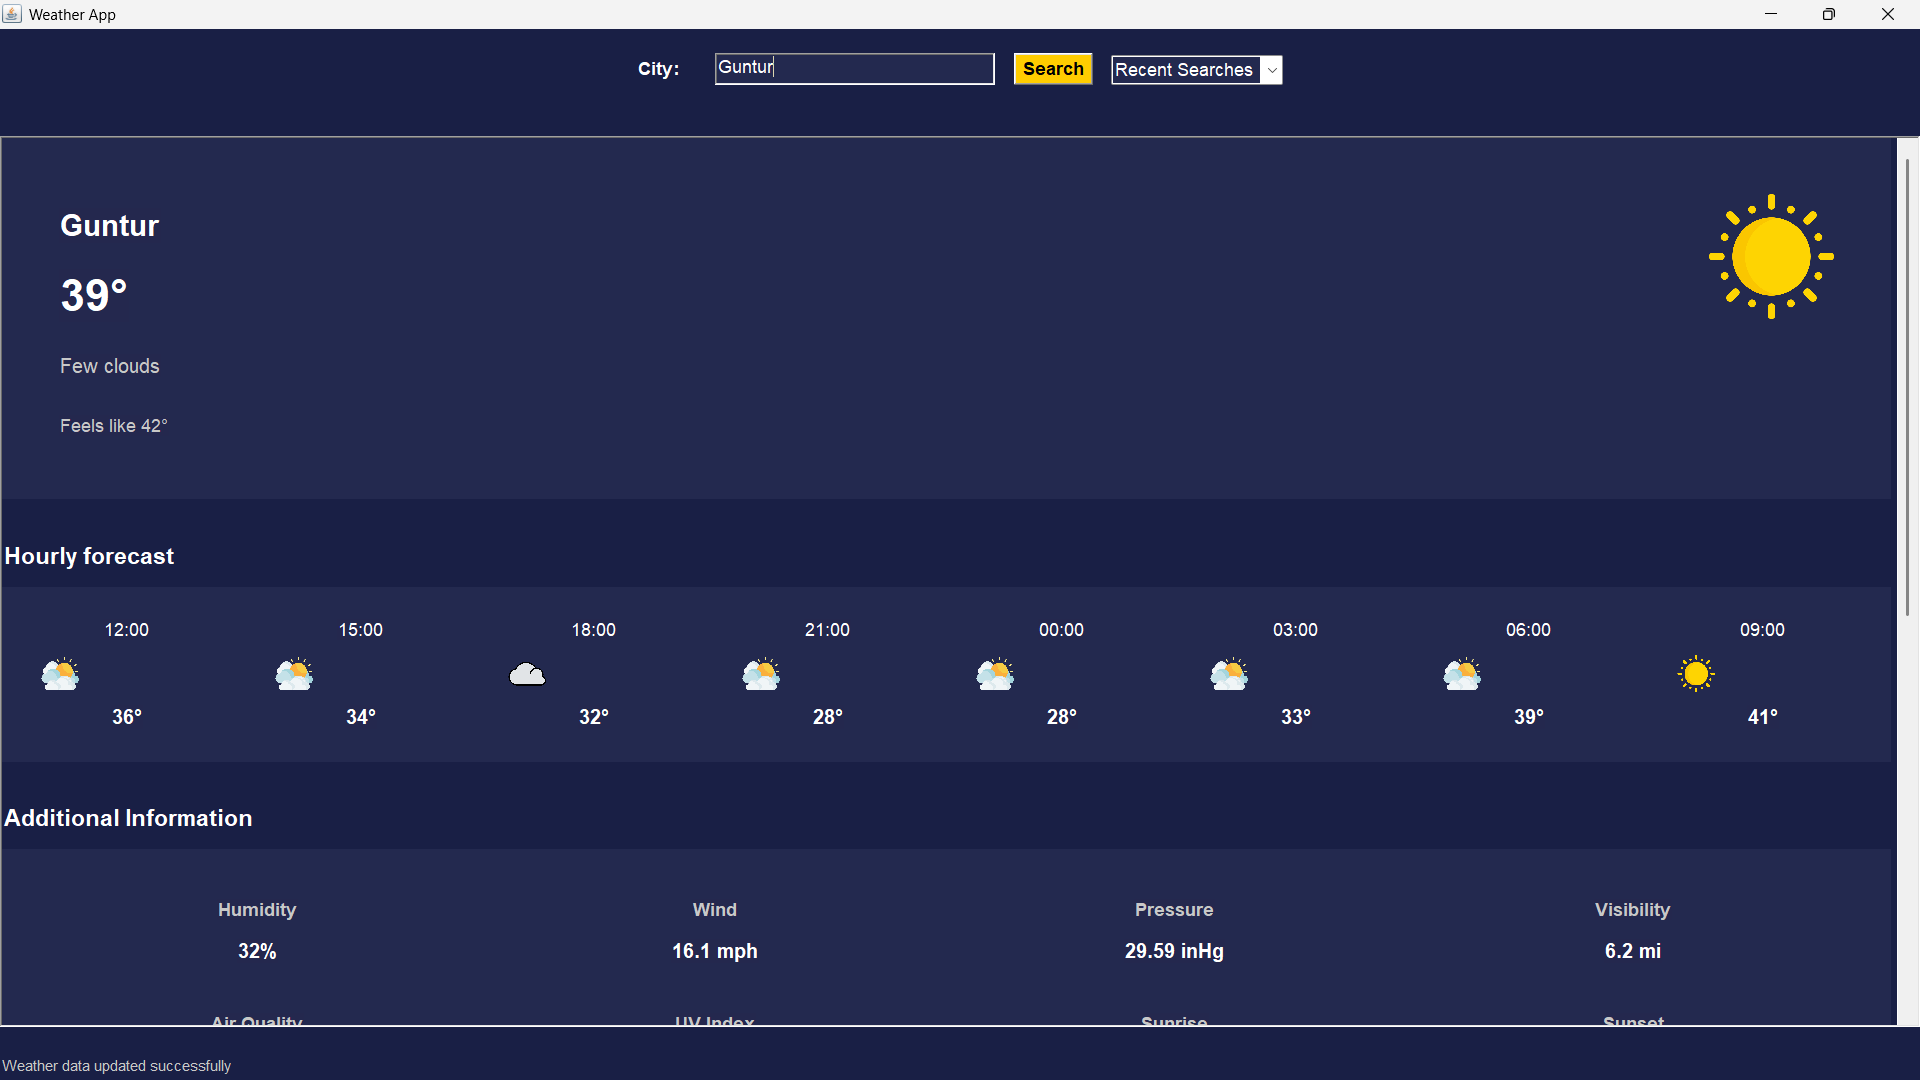 Weather App
City: Guntur Search Recent Searches
Guntur
39°
Few clouds
Feels like 42°
Hourly forecast
12:00 15:00 18:00 21:00 00:00 03:00 06:00 09:00
36° 34° 32° 28° 28° 33° 39° 41°
Additional Information
Humidity Wind Pressure Visibility
32% 16.1 mph 29.59 inHg 6.2 mi
Air Quality UV Index Sunrise Sunset
Weather data updated successfully